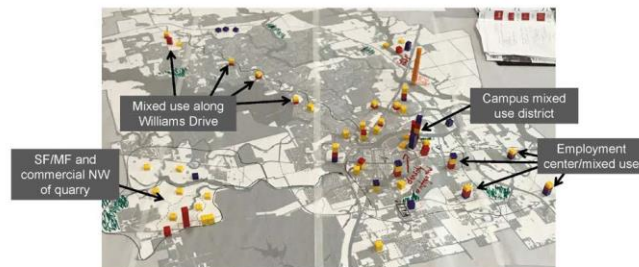 Mixed use along
Williams Drive
Campus mixed
use district
SF/MF and
commercial NW
of quarry
Employment
center/mixed use